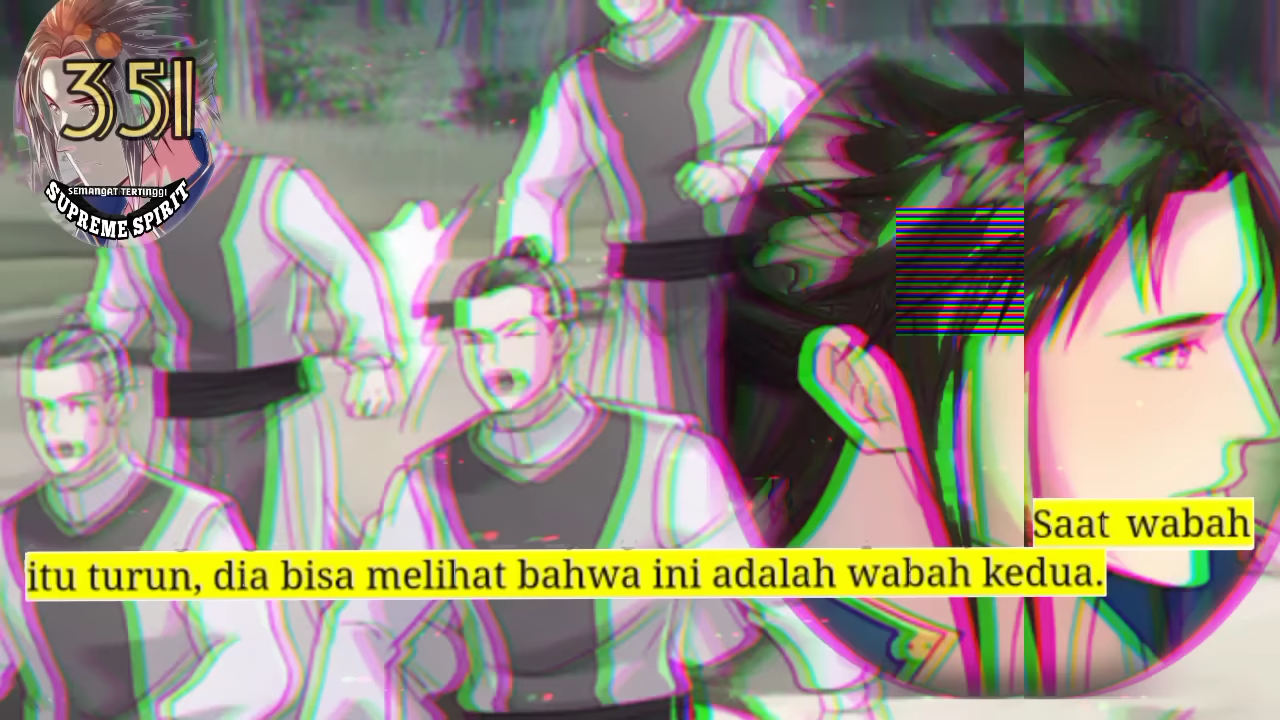 351
SEMANGAT TERTINGGI
SUPREME SPIRIT
Saat wabah
itu turun, dia bisa melihat bahwa ini adalah wabah kedua.